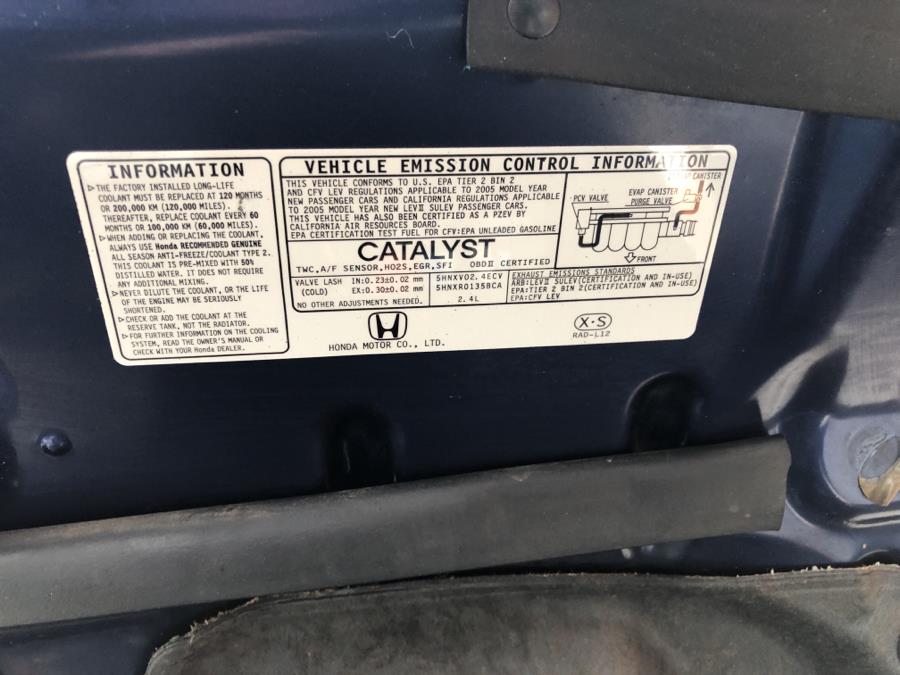 INFORMATION
▷THE FACTORY INSTALLED LONG-LIFE
COOLANT MUST BE REPLACED AT 120 MONTHS
OR 200,000 KM (120,000 MILES).
THEREAFTER, REPLACE COOLANT EVERY 60
MONTHS OR 100,000 KM (60,000 MILES).
▷WHEN ADDING OR REPLACING THE COOLANT,
ALWAYS USE Honda RECOMMENDED GENUINE
ALL SEASON ANTI-FREEZE/COOLANT TYPE 2.
THIS COOLANT IS PRE-MIXED WITH 50%
DISTILLED WATER. IT DOES NOT REQUIRE
ANY ADDITIONAL MIXING.
▷NEVER DILUTE THE COOLANT, OR THE LIFE
OF THE ENGINE MAY BE SERIOUSLY
SHORTENED.
▷CHECK OR ADD THE COOLANT AT THE
RESERVE TANK, NOT THE RADIATOR.
▷FOR FURTHER INFORMATION ON THE COOLING
SYSTEM, READ THE OWNER'S MANUAL OR
CHECK WITH YOUR Honda DEALER.
VEHICLE EMISSION CONTROL INFORMATION
THIS VEHICLE CONFORMS TO U.S. EPA TIER 2 BIN 2
AND CFV LEV REGULATIONS APPLICABLE TO 2005 MODEL YEAR
NEW PASSENGER CARS AND CALIFORNIA REGULATIONS APPLICABLE
TO 2005 MODEL YEAR NEW LEVII SULEV PASSENGER CARS.
THIS VEHICLE HAS ALSO BEEN CERTIFIED AS A PZEV BY
CALIFORNIA AIR RESOURCES BOARD.
EPA CERTIFICATION TEST FUEL FOR CFV:EPA UNLEADED GASOLINE
CATALYST
TWC,A/F SENSOR,HO2S,EGR,SFI OBDII CERTIFIED
VALVE LASH IN:0.23±0.02 mm
(COLD) EX:0.30±0.02 mm
NO OTHER ADJUSTMENTS NEEDED.
5HNXV02.4ECV
5HNXR0135BCA
2.4L
EXHAUST EMISSIONS STANDARDS
ARB:LEVII SULEV(CERTIFICATION AND IN-USE)
EPA:TIER 2 BIN 2(CERTIFICATION AND IN-USE)
EPA:CFV LEV
EVAP CANISTER
PCV VALVE
EVAP CANISTER
PURGE VALVE
FRONT
HONDA MOTOR CO., LTD.
X·S
RAD-L12